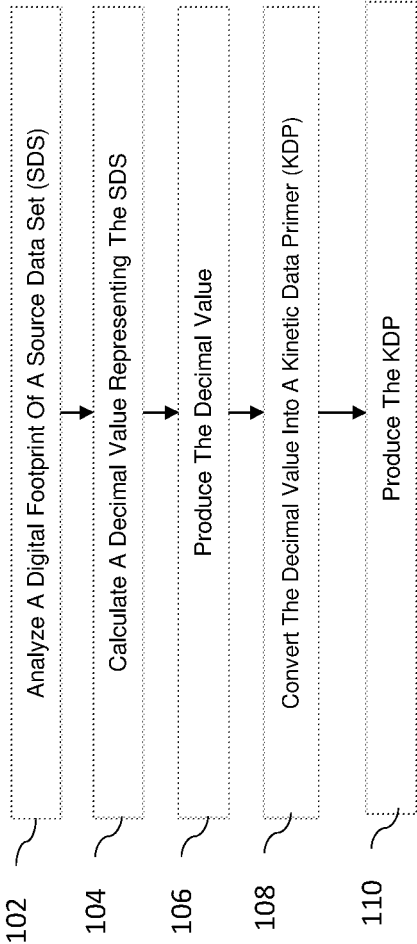 102
Analyze A Digital Footprint Of A Source Data Set (SDS)
104
Calculate A Decimal Value Representing The SDS
106
Produce The Decimal Value
108
Convert The Decimal Value Into A Kinetic Data Primer (KDP)
110
Produce The KDP